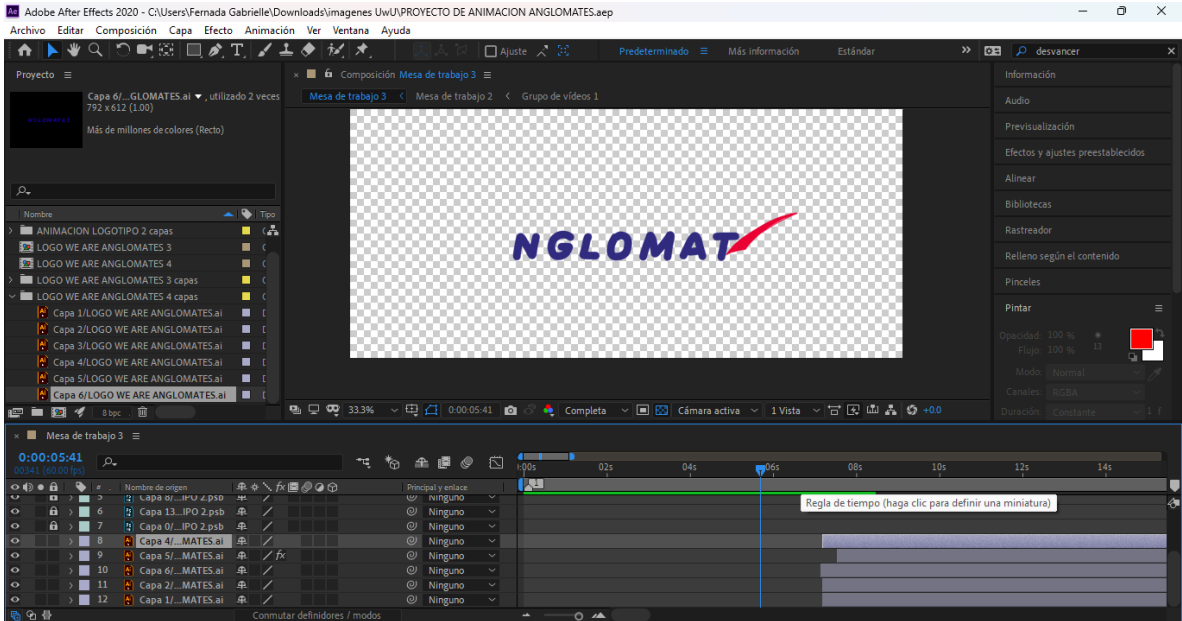 Adobe After Effects 2020 - C:\Users\Fernada Gabrielle\Downloads\imagenes UwU\PROYECTO DE ANIMACION ANGLOMATES.aep
Archivo Editar Composición Capa Efecto Animación Ver Ventana Ayuda
Ajuste Predeterminado Más información Estándar desvancer
Proyecto
Composición Mesa de trabajo 3
Información
Capa 6/...GLOMATES.ai , utilizado 2 veces
792 x 612 (1.00)
Mesa de trabajo 3 Mesa de trabajo 2 Grupo de vídeos 1
Audio
Más de millones de colores (Recto)
Previsualización
Efectos y ajustes preestablecidos
Alinear
Bibliotecas
Nombre Tipo
ANIMACION LOGOTIPO 2 capas
Rastreador
LOGO WE ARE ANGLOMATES 3
NGLOMAT
LOGO WE ARE ANGLOMATES 4
Relleno según el contenido
LOGO WE ARE ANGLOMATES 3 capas
Pinceles
LOGO WE ARE ANGLOMATES 4 capas
Capa 1/LOGO WE ARE ANGLOMATES.ai
Pintar
Capa 2/LOGO WE ARE ANGLOMATES.ai
Opacidad: 100 %
Capa 3/LOGO WE ARE ANGLOMATES.ai
Flujo: 100 % 13
Capa 4/LOGO WE ARE ANGLOMATES.ai
Modo: Normal
Capa 5/LOGO WE ARE ANGLOMATES.ai
Canales: RGBA
Capa 6/LOGO WE ARE ANGLOMATES.ai
Duración: Constante 1 f
8 bpc 33.3% 0:00:05:41 Completa Cámara activa 1 Vista +0.0
Mesa de trabajo 3
0:00:05:41
00341 (60.00 fps)
:00s 02s 04s 06s 08s 10s 12s 14s
Nombre de origen Principal y enlace
5 Capa 8/...IPO 2.psb Ninguno
Regla de tiempo (haga clic para definir una miniatura)
6 Capa 13...IPO 2.psb Ninguno
7 Capa 0/...IPO 2.psb Ninguno
8 Capa 4/...MATES.ai Ninguno
9 Capa 5/...MATES.ai fx Ninguno
10 Capa 6/...MATES.ai Ninguno
11 Capa 2/...MATES.ai Ninguno
12 Capa 1/...MATES.ai Ninguno
Conmutar definidores / modos